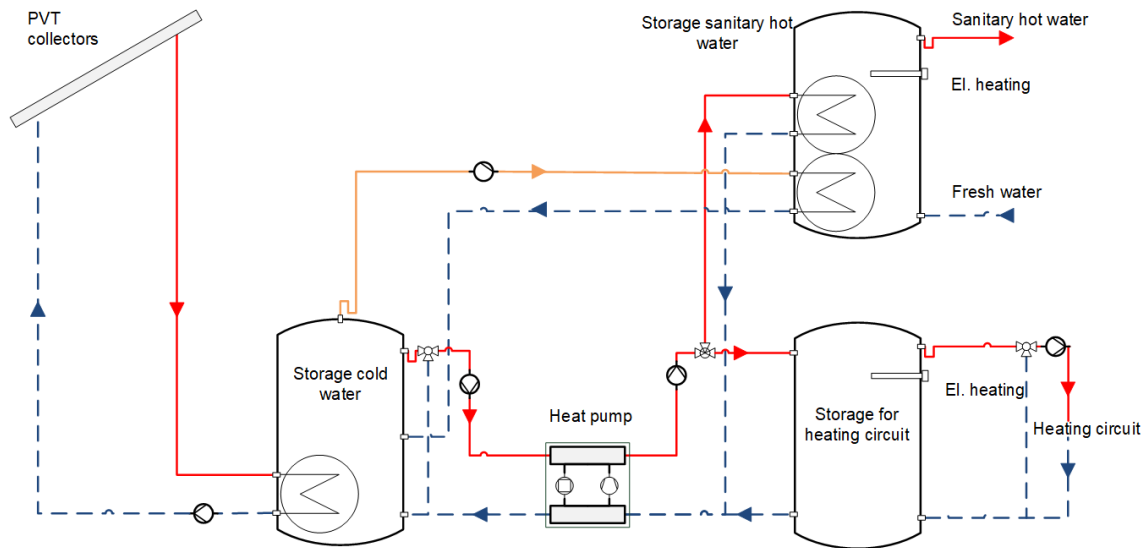 PVT
collectors
Storage sanitary hot
water
Sanitary hot water
El. heating
Fresh water
Storage cold
water
Heat pump
Storage for
heating circuit
El. heating
Heating circuit